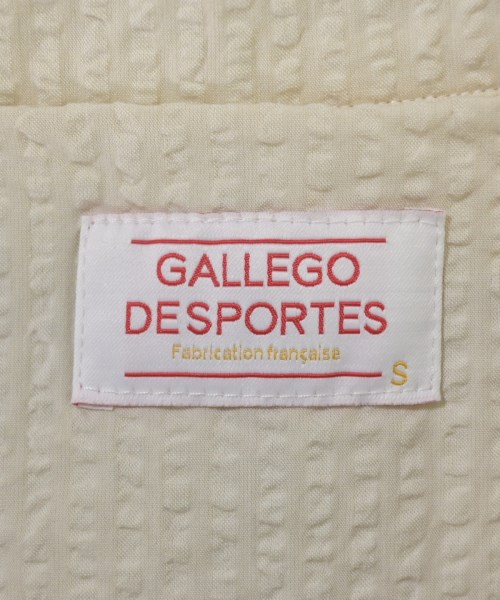 GALLEGO
DESPORTES
Fabrication française
S